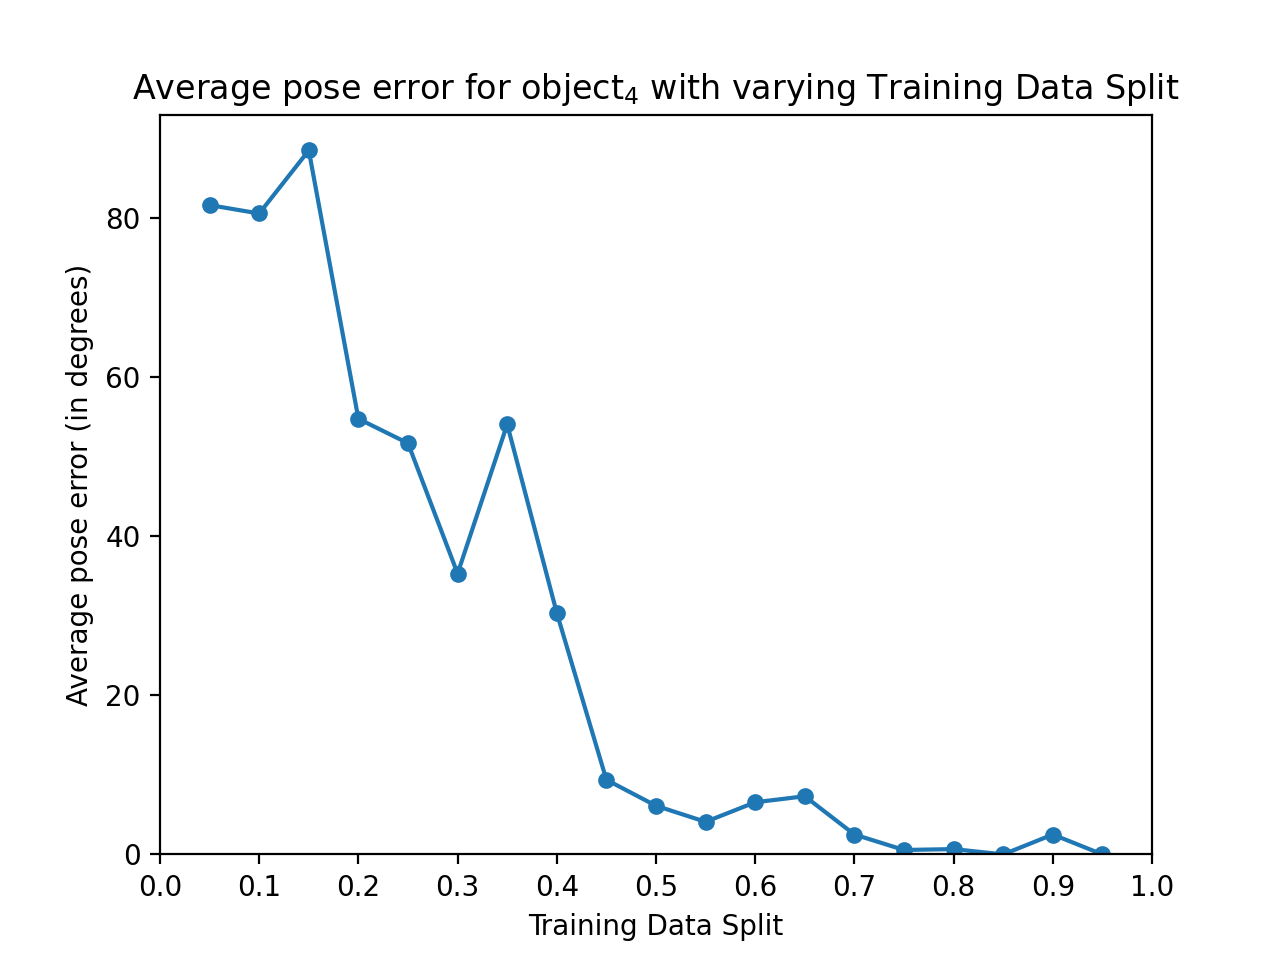 Average pose error for object₄ with varying Training Data Split
Average pose error (in degrees)
80
60
40
20
0
0.0 0.1 0.2 0.3 0.4 0.5 0.6 0.7 0.8 0.9 1.0
Training Data Split